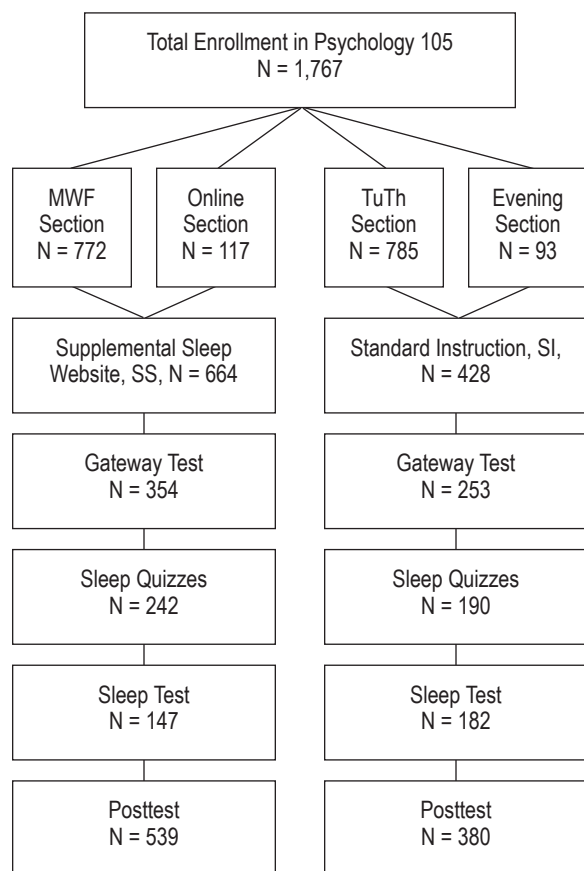 Total Enrollment in Psychology 105
N = 1,767
MWF
Section
N = 772
Online
Section
N = 117
TuTh
Section
N = 785
Evening
Section
N = 93
Supplemental Sleep
Website, SS, N = 664
Standard Instruction, SI,
N = 428
Gateway Test
N = 354
Gateway Test
N = 253
Sleep Quizzes
N = 242
Sleep Quizzes
N = 190
Sleep Test
N = 147
Sleep Test
N = 182
Posttest
N = 539
Posttest
N = 380